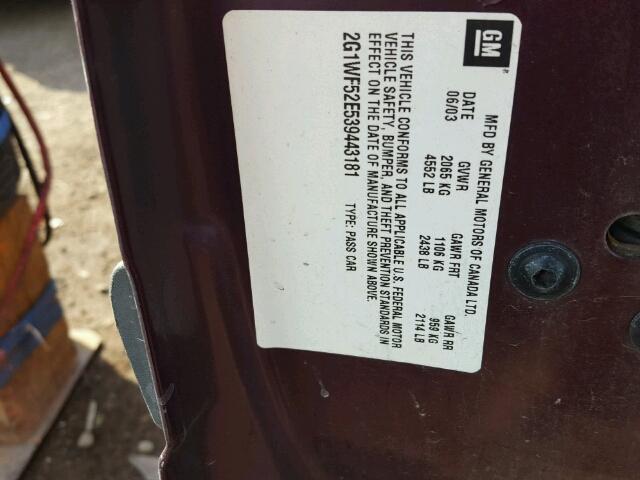 GM®
MFD BY GENERAL MOTORS OF CANADA LTD.
DATE GVWR GAWR FRT GAWR RR
06/03 2065 KG 1106 KG 959 KG
4552 LB 2438 LB 2114 LB
THIS VEHICLE CONFORMS TO ALL APPLICABLE U.S. FEDERAL MOTOR
VEHICLE SAFETY, BUMPER, AND THEFT PREVENTION STANDARDS IN
EFFECT ON THE DATE OF MANUFACTURE SHOWN ABOVE.
2G1WF52E539443181 TYPE: PASS CAR